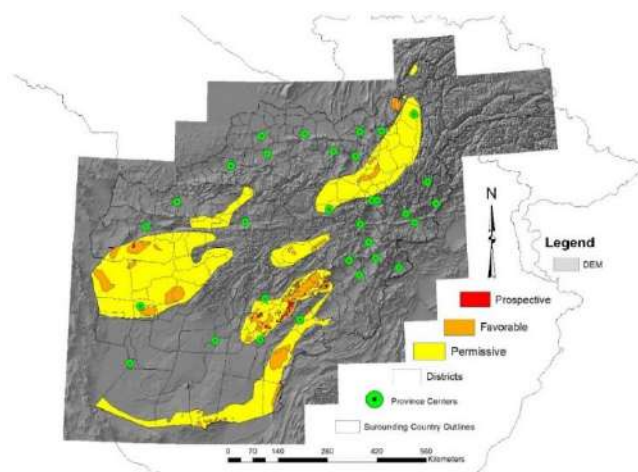 N
Legend
DEM
Prospective
Favorable
Permissive
Districts
Province Centers
Surounding Country Outlines
0 70 140 280 420 560
Kilometers